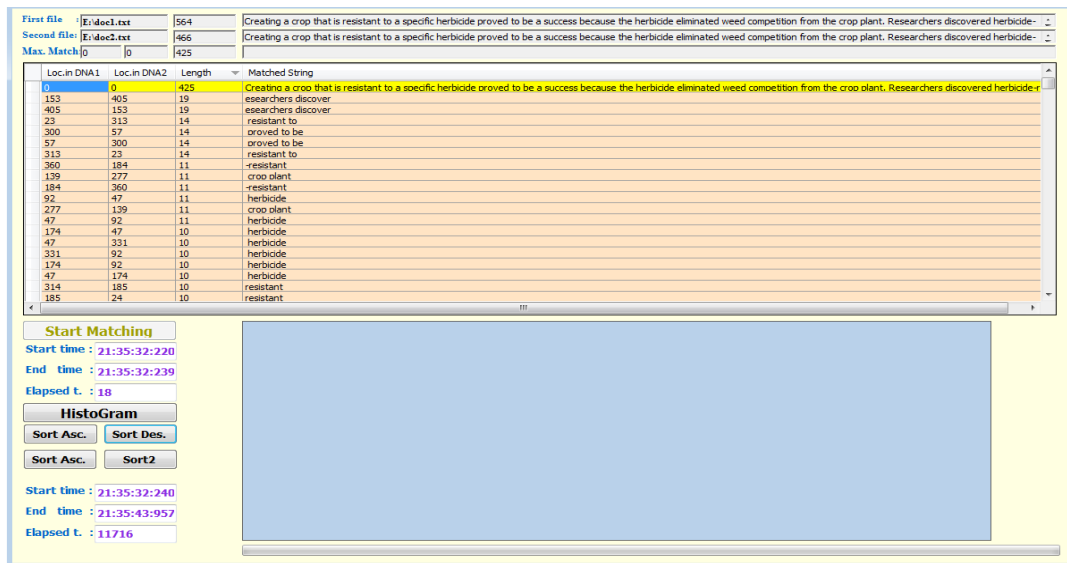 First file : E:\doc1.txt 564 Creating a crop that is resistant to a specific herbicide proved to be a success because the herbicide eliminated weed competition from the crop plant. Researchers discovered herbicide-
Second file: E:\doc2.txt 466 Creating a crop that is resistant to a specific herbicide proved to be a success because the herbicide eliminated weed competition from the crop plant. Researchers discovered herbicide-
Max. Match: 0 0 425
Loc.in DNA1 Loc.in DNA2 Length Matched String
0 0 425 Creating a crop that is resistant to a specific herbicide proved to be a success because the herbicide eliminated weed competition from the crop plant. Researchers discovered herbicide-r
153 405 19 esearchers discover
405 153 19 esearchers discover
23 313 14 resistant to
300 57 14 proved to be
57 300 14 proved to be
313 23 14 resistant to
360 184 11 -resistant
139 277 11 crop plant
184 360 11 -resistant
92 47 11 herbicide
277 139 11 crop plant
47 92 11 herbicide
174 47 10 herbicide
47 331 10 herbicide
331 92 10 herbicide
174 92 10 herbicide
47 174 10 herbicide
314 185 10 resistant
185 24 10 resistant
Start Matching
Start time : 21:35:32:220
End time : 21:35:32:239
Elapsed t. : 18
HistoGram
Sort Asc. Sort Des.
Sort Asc. Sort2
Start time : 21:35:32:240
End time : 21:35:43:957
Elapsed t. : 11716